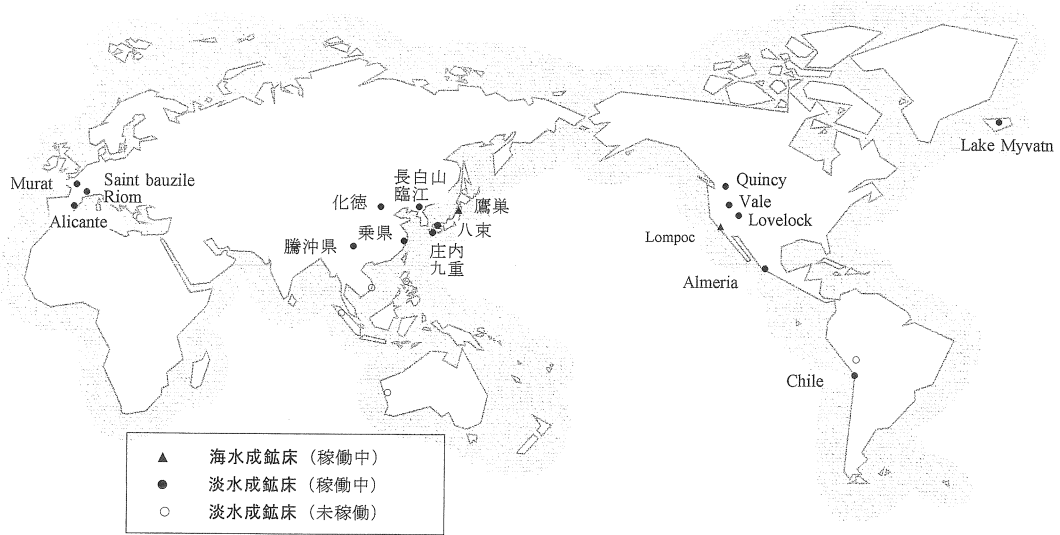 Murat
Saint bauzile
Riom
Alicante
長白山
臨江
化徳
鷹巣
八束
乗県
騰沖県
庄内
九重
Lake Myvatn
Quincy
Vale
Lovelock
Lompoc
Almeria
Chile
▲ 海水成鉱床（稼働中）
● 淡水成鉱床（稼働中）
○ 淡水成鉱床（未稼働）